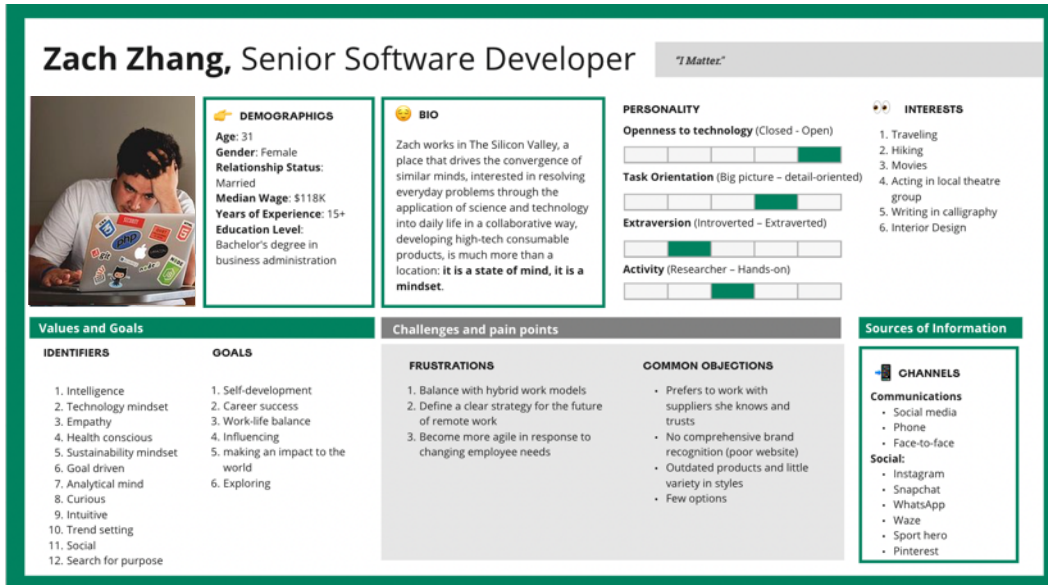 Zach Zhang, Senior Software Developer
"I Matter."
DEMOGRAPHICS
Age: 31
Gender: Female
Relationship Status:
Married
Median Wage: $118K
Years of Experience: 15+
Education Level:
Bachelor's degree in
business administration
BIO
Zach works in The Silicon Valley, a
place that drives the convergence of
similar minds, interested in resolving
everyday problems through the
application of science and technology
into daily life in a collaborative way,
developing high-tech consumable
products, is much more than a
location: it is a state of mind, it is a
mindset.
PERSONALITY
Openness to technology (Closed - Open)
Task Orientation (Big picture – detail-oriented)
Extraversion (Introverted – Extraverted)
Activity (Researcher – Hands-on)
INTERESTS
1. Traveling
2. Hiking
3. Movies
4. Acting in local theatre
group
5. Writing in calligraphy
6. Interior Design
php
git
node
Values and Goals
IDENTIFIERS
1. Intelligence
2. Technology mindset
3. Empathy
4. Health conscious
5. Sustainability mindset
6. Goal driven
7. Analytical mind
8. Curious
9. Intuitive
10. Trend setting
11. Social
12. Search for purpose
GOALS
1. Self-development
2. Career success
3. Work-life balance
4. Influencing
5. making an impact to the
world
6. Exploring
Challenges and pain points
FRUSTRATIONS
1. Balance with hybrid work models
2. Define a clear strategy for the future
of remote work
3. Become more agile in response to
changing employee needs
COMMON OBJECTIONS
• Prefers to work with
suppliers she knows and
trusts
• No comprehensive brand
recognition (poor website)
• Outdated products and little
variety in styles
• Few options
Sources of Information
CHANNELS
Communications
• Social media
• Phone
• Face-to-face
Social:
• Instagram
• Snapchat
• WhatsApp
• Waze
• Sport hero
• Pinterest